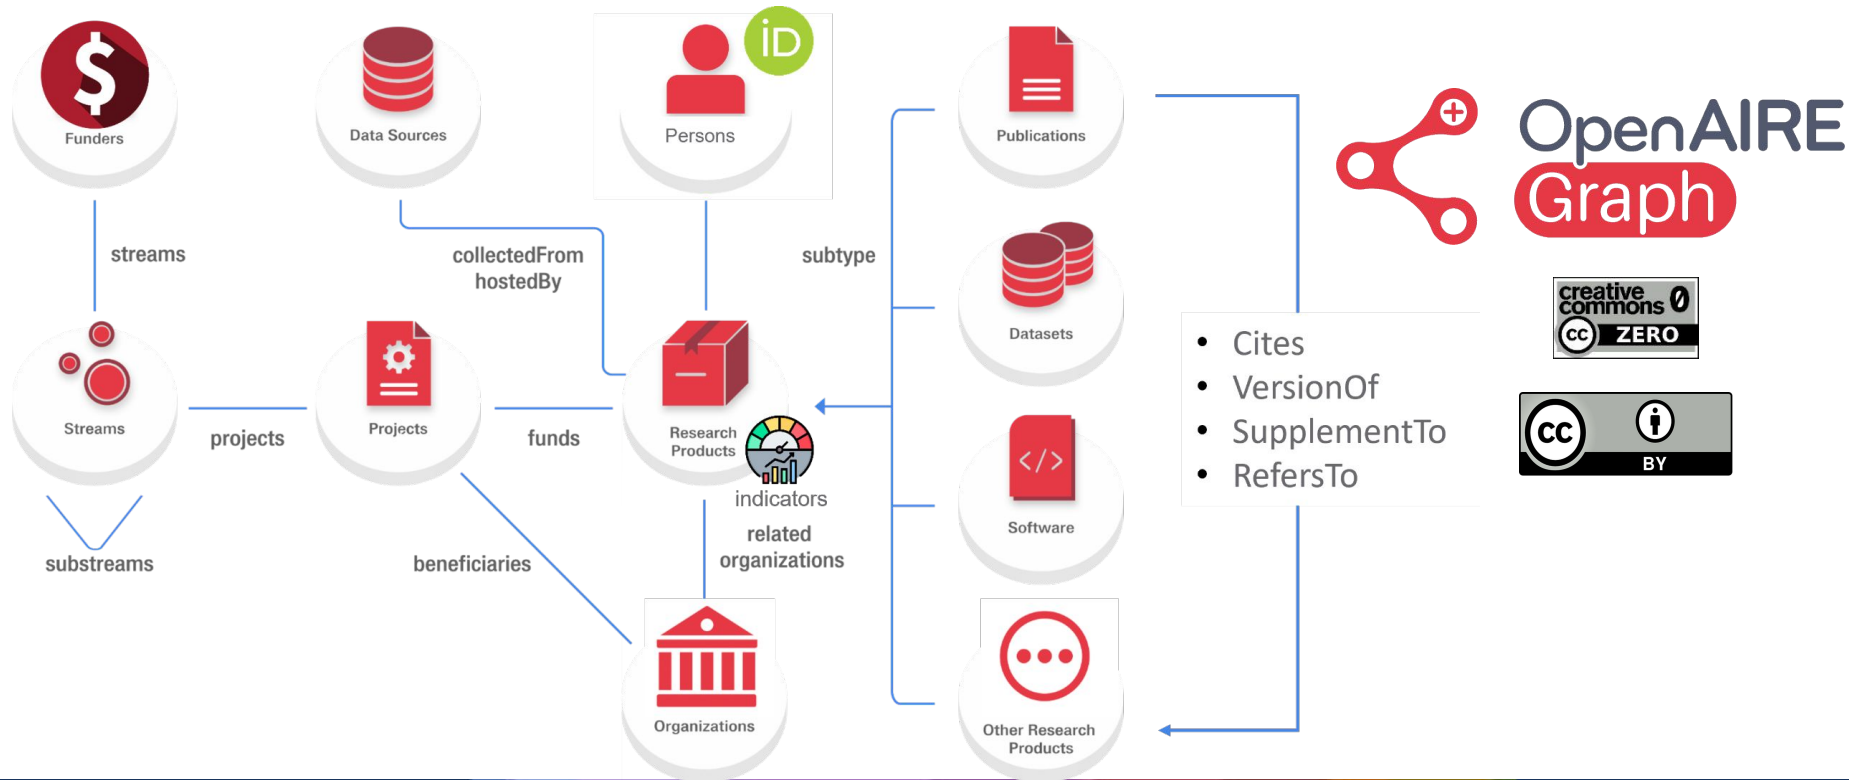 $
Funders
Data Sources
iD
Persons
Publications
OpenAIRE
Graph
streams
collectedFrom
hostedBy
subtype
Datasets
creative
commons 0
cc ZERO
• Cites
• VersionOf
• SupplementTo
• RefersTo
Streams
projects
Projects
funds
Research
Products
indicators
cc
BY
</>
Software
substreams
beneficiaries
related
organizations
Organizations
Other Research
Products